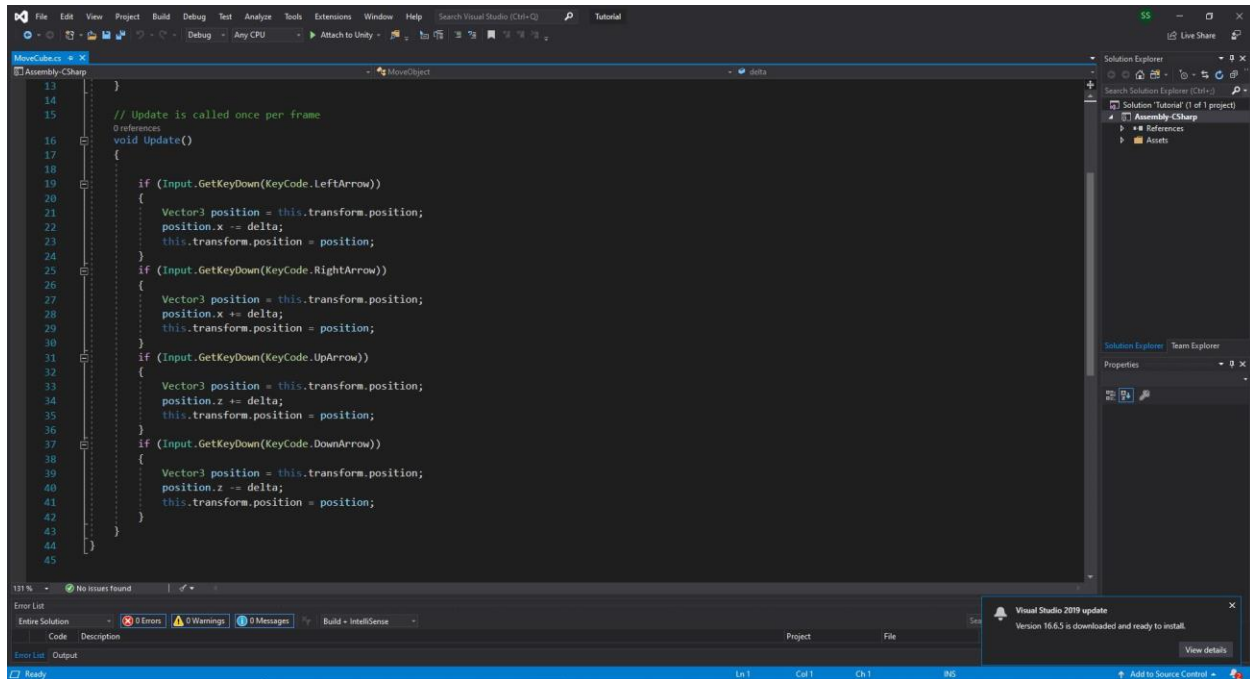 File Edit View Project Build Debug Test Analyze Tools Extensions Window Help Search Visual Studio (Ctrl+Q) Tutorial SS
Debug Any CPU Attach to Unity Live Share
MoveCube.cs
Assembly-CSharp MoveObject delta
13 }
14
15 // Update is called once per frame
0 references
16 void Update()
17 {
18
19 if (Input.GetKeyDown(KeyCode.LeftArrow))
20 {
21 Vector3 position = this.transform.position;
22 position.x -= delta;
23 this.transform.position = position;
24 }
25 if (Input.GetKeyDown(KeyCode.RightArrow))
26 {
27 Vector3 position = this.transform.position;
28 position.x += delta;
29 this.transform.position = position;
30 }
31 if (Input.GetKeyDown(KeyCode.UpArrow))
32 {
33 Vector3 position = this.transform.position;
34 position.z += delta;
35 this.transform.position = position;
36 }
37 if (Input.GetKeyDown(KeyCode.DownArrow))
38 {
39 Vector3 position = this.transform.position;
40 position.z -= delta;
41 this.transform.position = position;
42 }
43 }
44 }
45
131 % No issues found
Solution Explorer
Search Solution Explorer (Ctrl+;)
Solution 'Tutorial' (1 of 1 project)
Assembly-CSharp
References
Assets
Solution Explorer Team Explorer
Properties
Error List
Entire Solution 0 Errors 0 Warnings 0 Messages Build + IntelliSense Sea
Code Description Project File
Error List Output
Visual Studio 2019 update
Version 16.6.5 is downloaded and ready to install.
View details
Ready Ln 1 Col 1 Ch 1 INS Add to Source Control